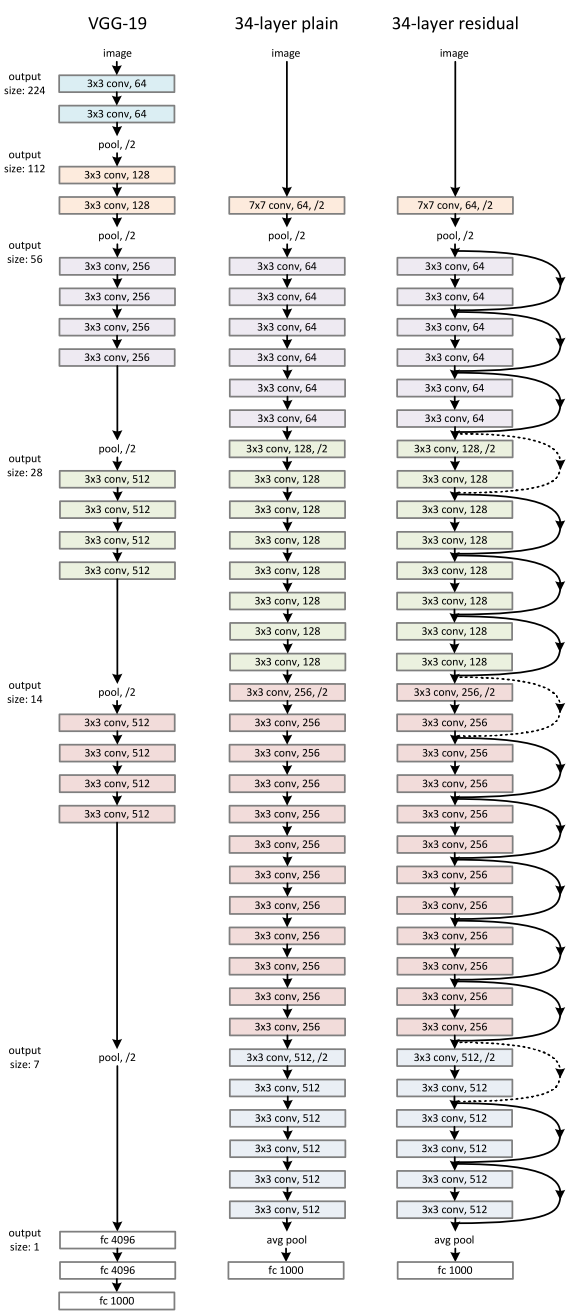 VGG-19
image
output
size: 224
3x3 conv, 64
3x3 conv, 64
pool, /2
output
size: 112
3x3 conv, 128
3x3 conv, 128
pool, /2
output
size: 56
3x3 conv, 256
3x3 conv, 256
3x3 conv, 256
3x3 conv, 256
pool, /2
output
size: 28
3x3 conv, 512
3x3 conv, 512
3x3 conv, 512
3x3 conv, 512
pool, /2
output
size: 14
3x3 conv, 512
3x3 conv, 512
3x3 conv, 512
3x3 conv, 512
output
size: 7
pool, /2
output
size: 1
fc 4096
fc 4096
fc 1000
34-layer plain
image
7x7 conv, 64, /2
pool, /2
3x3 conv, 64
3x3 conv, 64
3x3 conv, 64
3x3 conv, 64
3x3 conv, 64
3x3 conv, 64
3x3 conv, 128, /2
3x3 conv, 128
3x3 conv, 128
3x3 conv, 128
3x3 conv, 128
3x3 conv, 128
3x3 conv, 128
3x3 conv, 128
3x3 conv, 256, /2
3x3 conv, 256
3x3 conv, 256
3x3 conv, 256
3x3 conv, 256
3x3 conv, 256
3x3 conv, 256
3x3 conv, 256
3x3 conv, 256
3x3 conv, 256
3x3 conv, 256
3x3 conv, 256
3x3 conv, 512, /2
3x3 conv, 512
3x3 conv, 512
3x3 conv, 512
3x3 conv, 512
3x3 conv, 512
avg pool
fc 1000
34-layer residual
image
7x7 conv, 64, /2
pool, /2
3x3 conv, 64
3x3 conv, 64
3x3 conv, 64
3x3 conv, 64
3x3 conv, 64
3x3 conv, 64
3x3 conv, 128, /2
3x3 conv, 128
3x3 conv, 128
3x3 conv, 128
3x3 conv, 128
3x3 conv, 128
3x3 conv, 128
3x3 conv, 128
3x3 conv, 256, /2
3x3 conv, 256
3x3 conv, 256
3x3 conv, 256
3x3 conv, 256
3x3 conv, 256
3x3 conv, 256
3x3 conv, 256
3x3 conv, 256
3x3 conv, 256
3x3 conv, 256
3x3 conv, 256
3x3 conv, 512, /2
3x3 conv, 512
3x3 conv, 512
3x3 conv, 512
3x3 conv, 512
3x3 conv, 512
avg pool
fc 1000